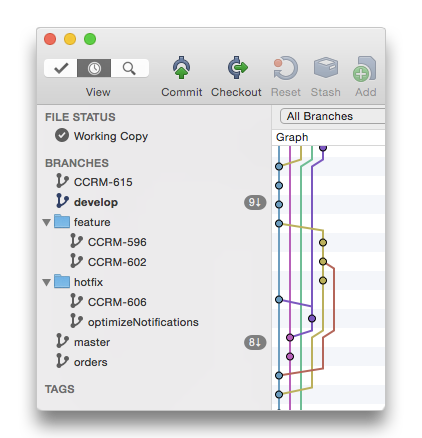 View
Commit
Checkout
Reset
Stash
Add
FILE STATUS
Working Copy
All Branches
Graph
BRANCHES
CCRM-615
develop 9↓
feature
CCRM-596
CCRM-602
hotfix
CCRM-606
optimizeNotifications
master 8↓
orders
TAGS